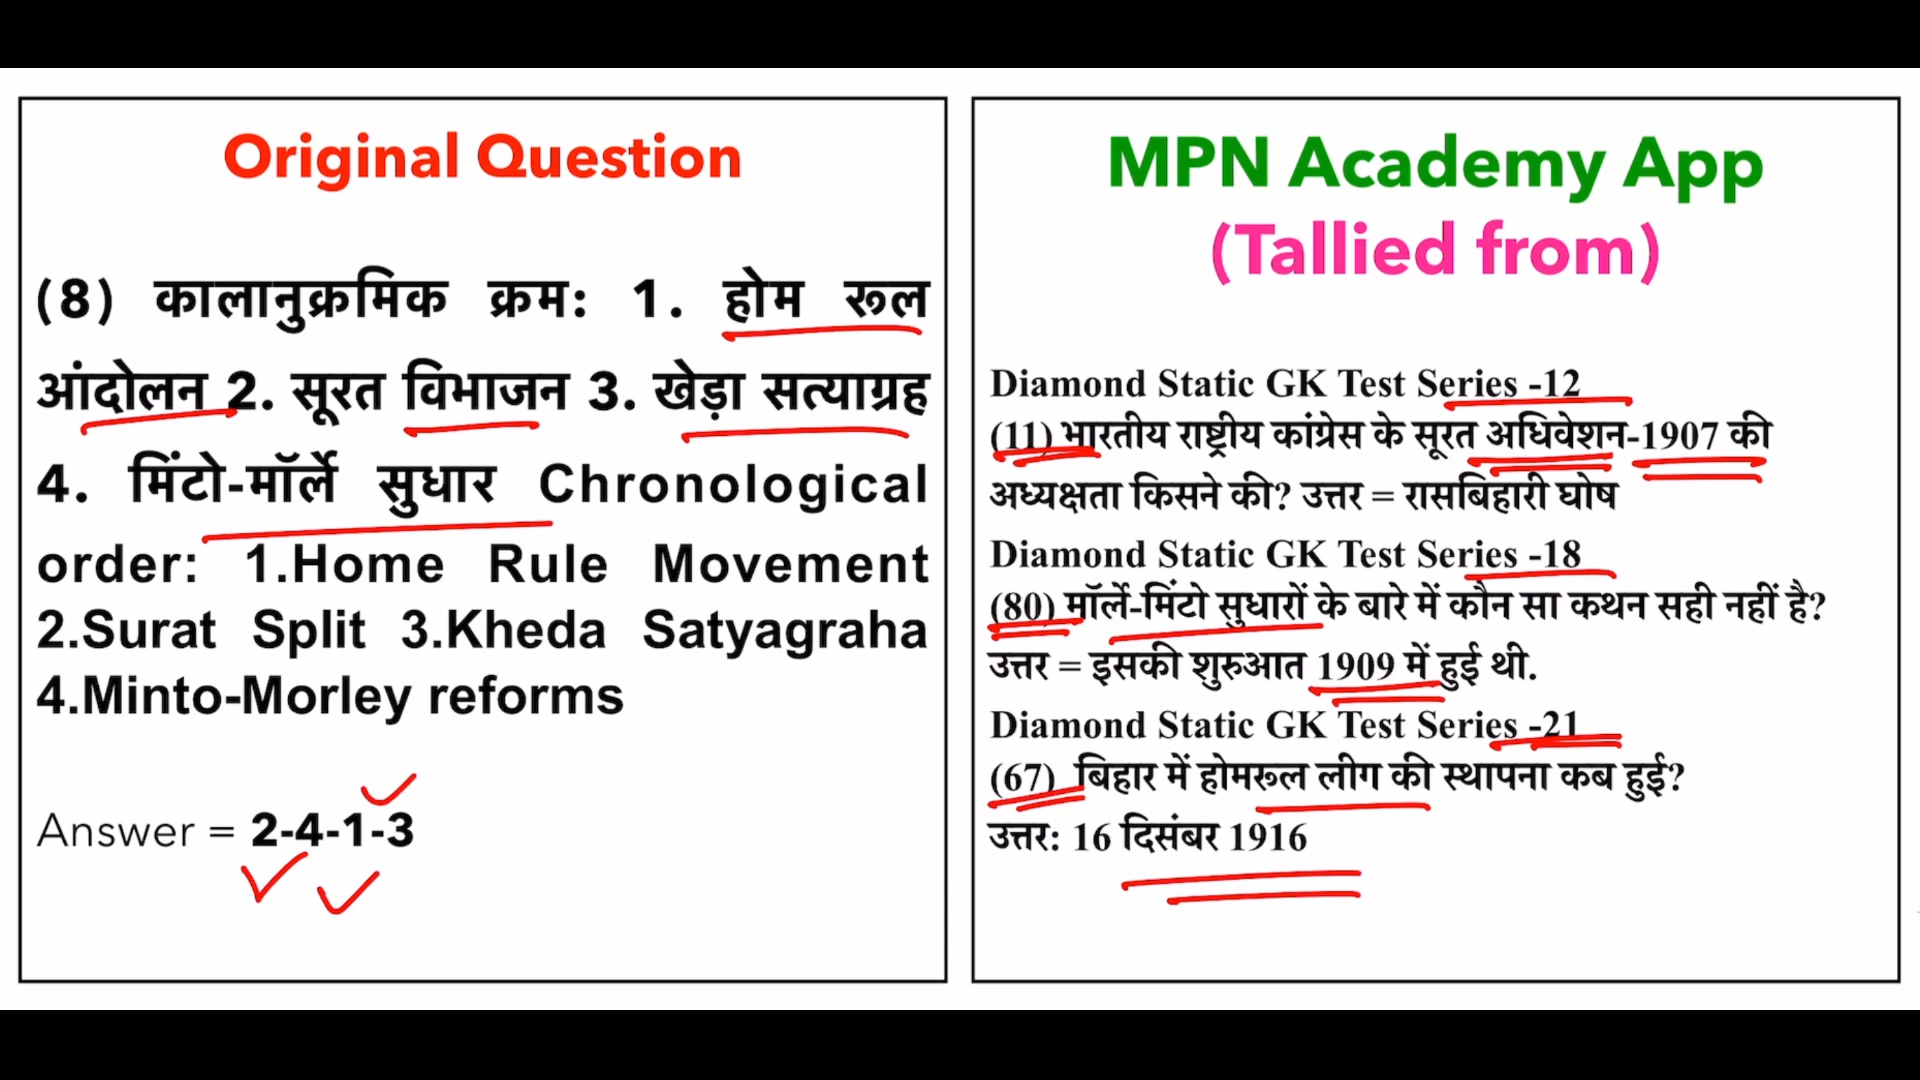 Original Question
(8) कालानुक्रमिक क्रम: 1. होम रूल
आंदोलन 2. सूरत विभाजन 3. खेड़ा सत्याग्रह
4. मिंटो-मॉर्ले सुधार Chronological
order: 1.Home Rule Movement
2.Surat Split 3.Kheda Satyagraha
4.Minto-Morley reforms
Answer = 2-4-1-3
MPN Academy App
(Tallied from)
Diamond Static GK Test Series -12
(11) भारतीय राष्ट्रीय कांग्रेस के सूरत अधिवेशन-1907 की
अध्यक्षता किसने की? उत्तर = रासबिहारी घोष
Diamond Static GK Test Series -18
(80) मॉर्ले-मिंटो सुधारों के बारे में कौन सा कथन सही नहीं है?
उत्तर = इसकी शुरुआत 1909 में हुई थी.
Diamond Static GK Test Series -21
(67) बिहार में होमरूल लीग की स्थापना कब हुई?
उत्तर: 16 दिसंबर 1916